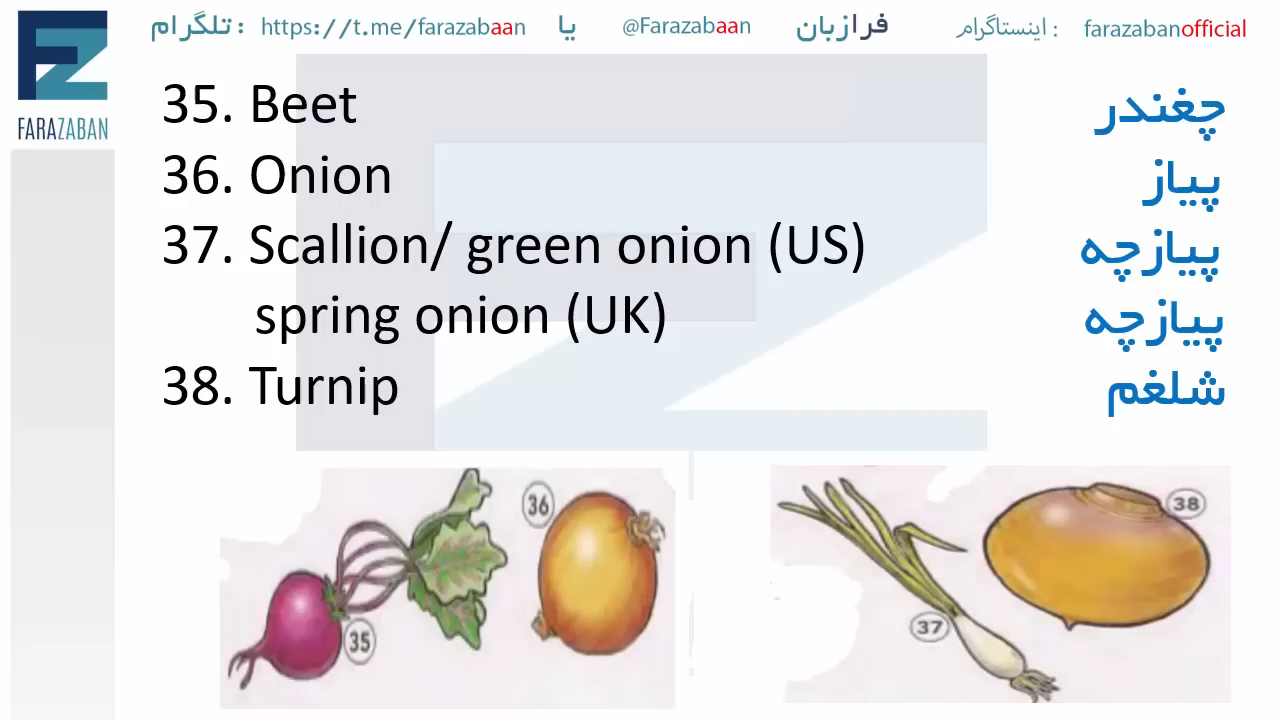 تلگرام : https://t.me/farazabaan یا @Farazabaan فرازبان اینستاگرام : farazabanofficial
FZ
FARAZABAN
35. Beet چغندر
36. Onion پیاز
37. Scallion/ green onion (US) پیازچه
spring onion (UK) پیازچه
38. Turnip شلغم
36
38
37
35